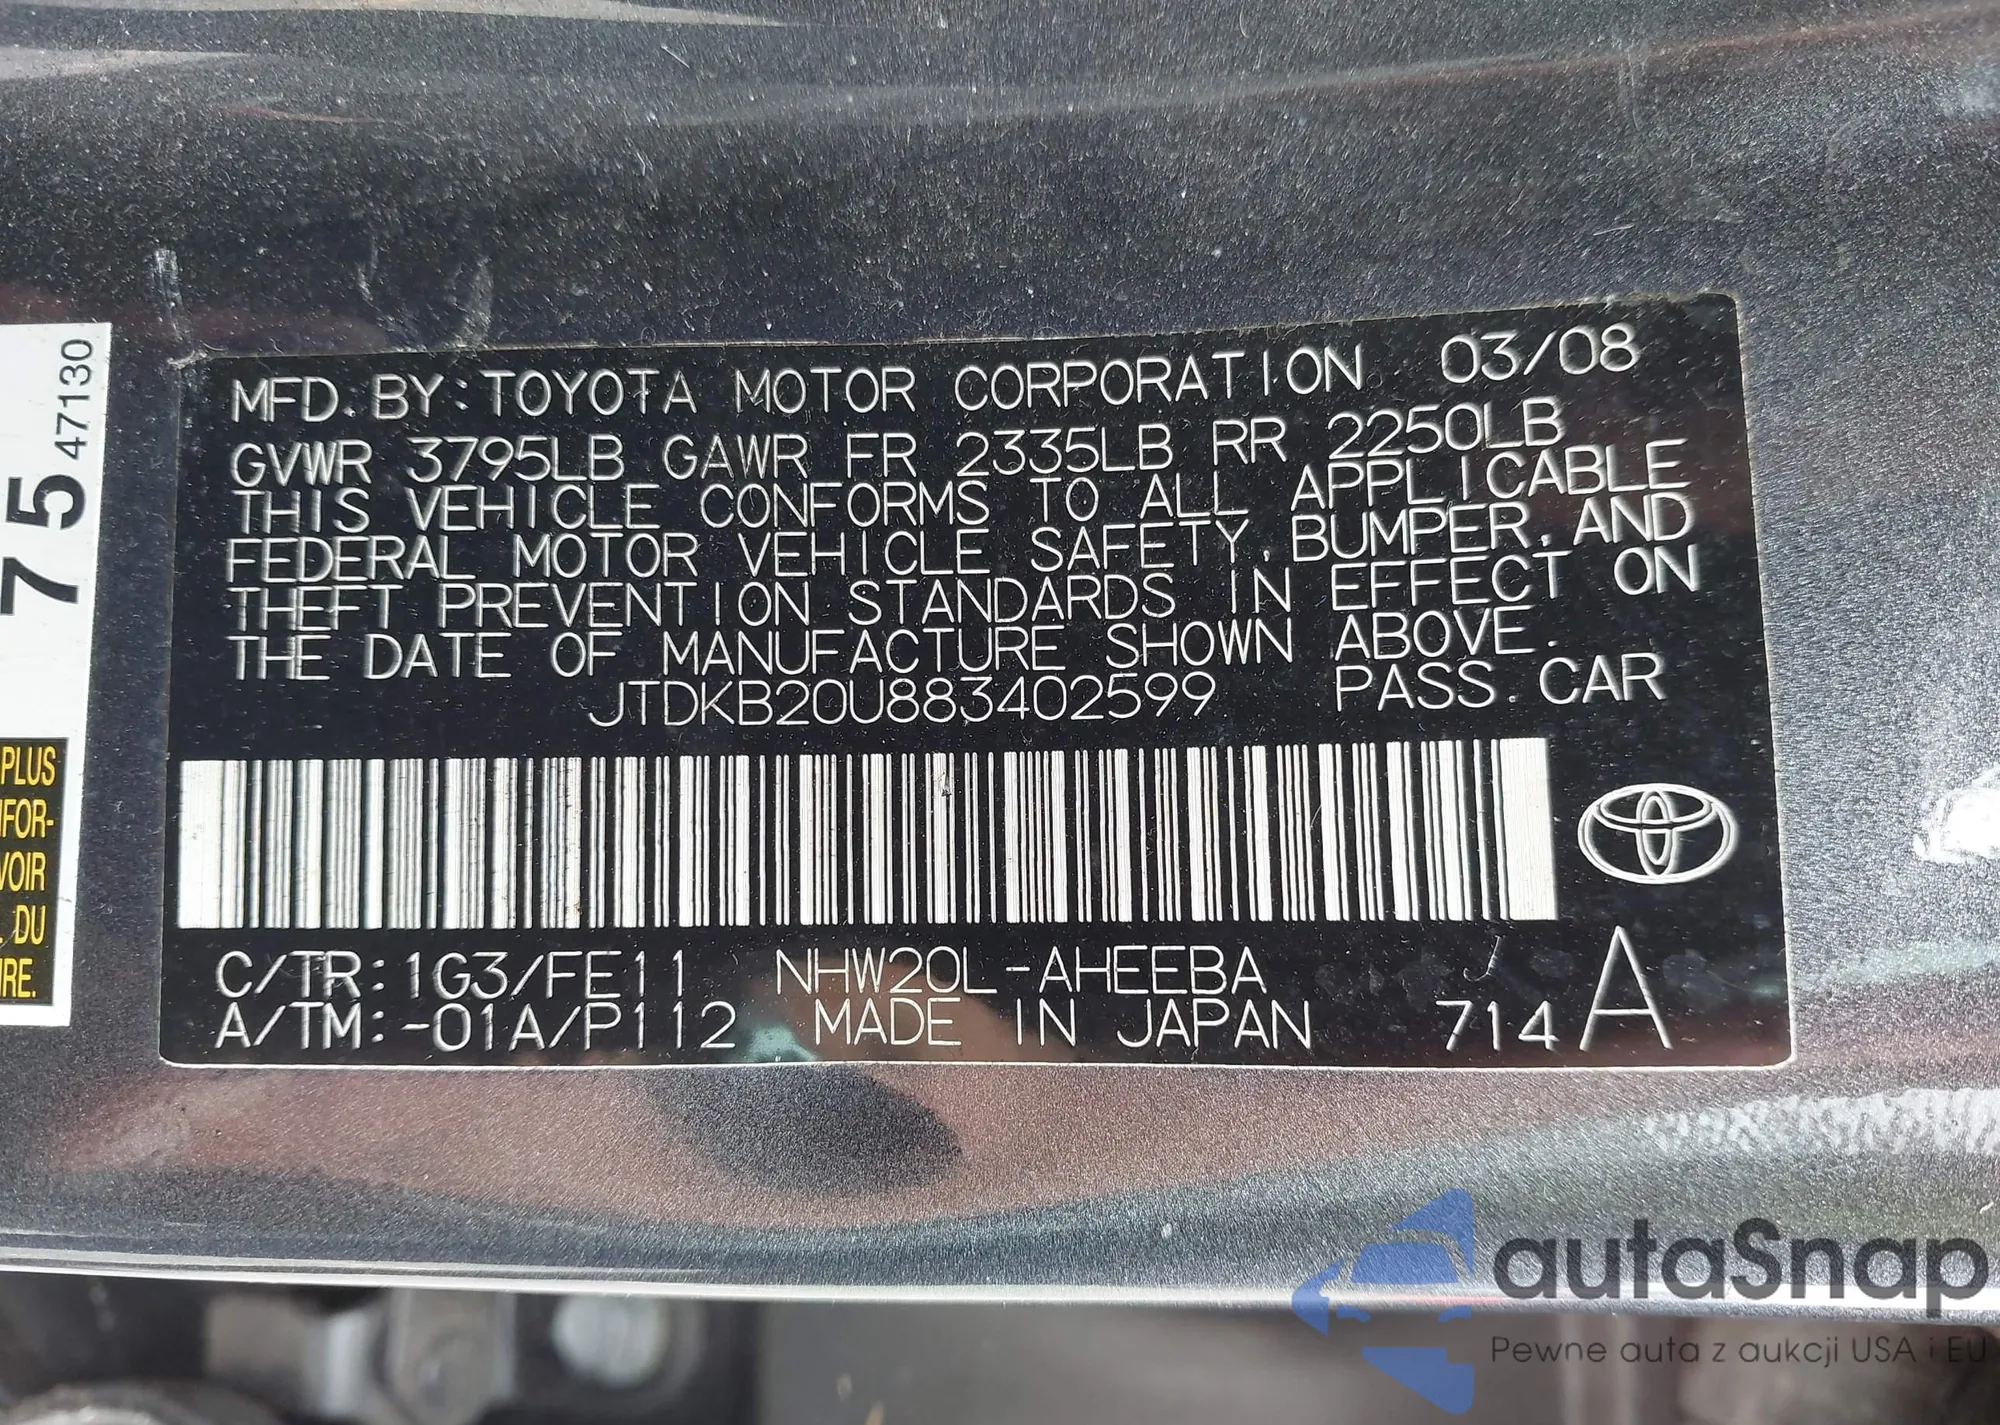 MFD. BY: TOYOTA MOTOR CORPORATION 03/08
GVWR 3795LB GAWR FR 2335LB RR 2250LB
THIS VEHICLE CONFORMS TO ALL APPLICABLE
FEDERAL MOTOR VEHICLE SAFETY, BUMPER, AND
THEFT PREVENTION STANDARDS IN EFFECT ON
THE DATE OF MANUFACTURE SHOWN ABOVE.
JTDKB20U883402599 PASS. CAR
C/TR: 1G3/FE11 NHW20L-AHEEBA
A/TM: -01A/P112 MADE IN JAPAN 714 A
75
47130
PLUS
NFOR-
VOIR
DU
IRE.
autaSnap
Pewne auta z aukcji USA i EU